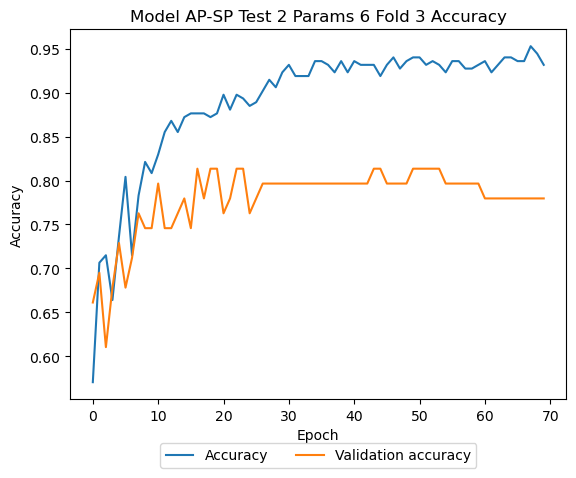 Model AP-SP Test 2 Params 6 Fold 3 Accuracy
Accuracy
0.95
0.90
0.85
0.80
0.75
0.70
0.65
0.60
0 10 20 30 40 50 60 70
Epoch
Accuracy Validation accuracy